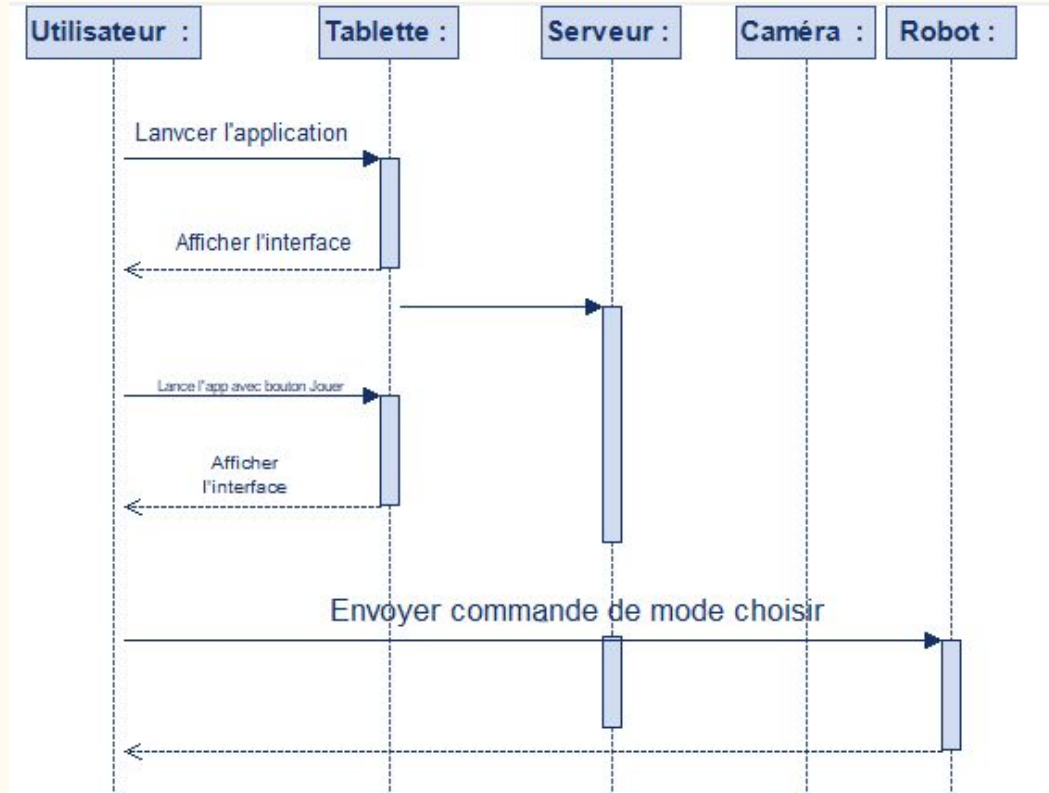 Utilisateur :
Tablette :
Serveur :
Caméra :
Robot :
Lanvcer l'application
Afficher l'interface
Lance l'app avec bouton Jouer
Afficher
l'interface
Envoyer commande de mode choisir